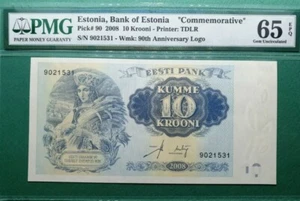 PMG
PAPER MONEY GUARANTY
Estonia, Bank of Estonia "Commemorative"
Pick# 90 2008 10 Krooni - Printer: TDLR
S/N 9021531 - Wmk: 90th Anniversary Logo
65 EPQ
Gem Uncirculated
9021531
EESTI PANK
KÜMME
10
KROONI
9021531
2008